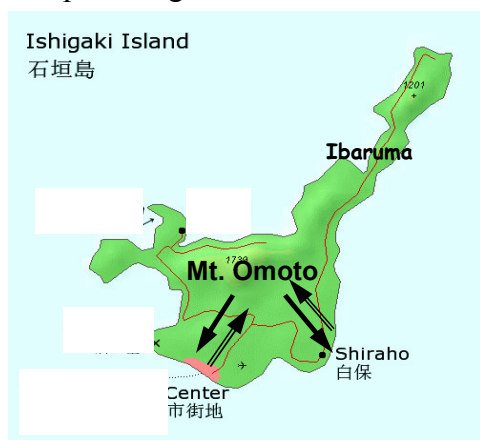 Ishigaki Island
石垣島
1201
Ibaruma
1730
Mt. Omoto
Shiraho
白保
Center
市街地